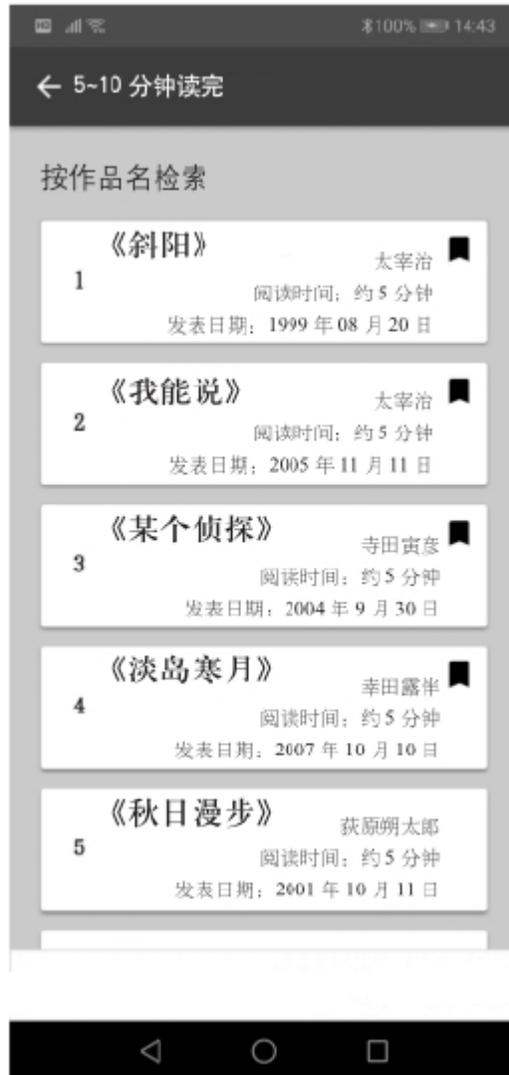 HD 100% 14:43
← 5~10 分钟读完
按作品名检索
1
《斜阳》
太宰治
阅读时间：约 5 分钟
发表日期：1999 年 08 月 20 日
2
《我能说》
太宰治
阅读时间：约 5 分钟
发表日期：2005 年 11 月 11 日
3
《某个侦探》
寺田寅彦
阅读时间：约 5 分钟
发表日期：2004 年 9 月 30 日
4
《淡岛寒月》
幸田露半
阅读时间：约 5 分钟
发表日期：2007 年 10 月 10 日
5
《秋日漫步》
荻原朔太郎
阅读时间：约 5 分钟
发表日期：2001 年 10 月 11 日